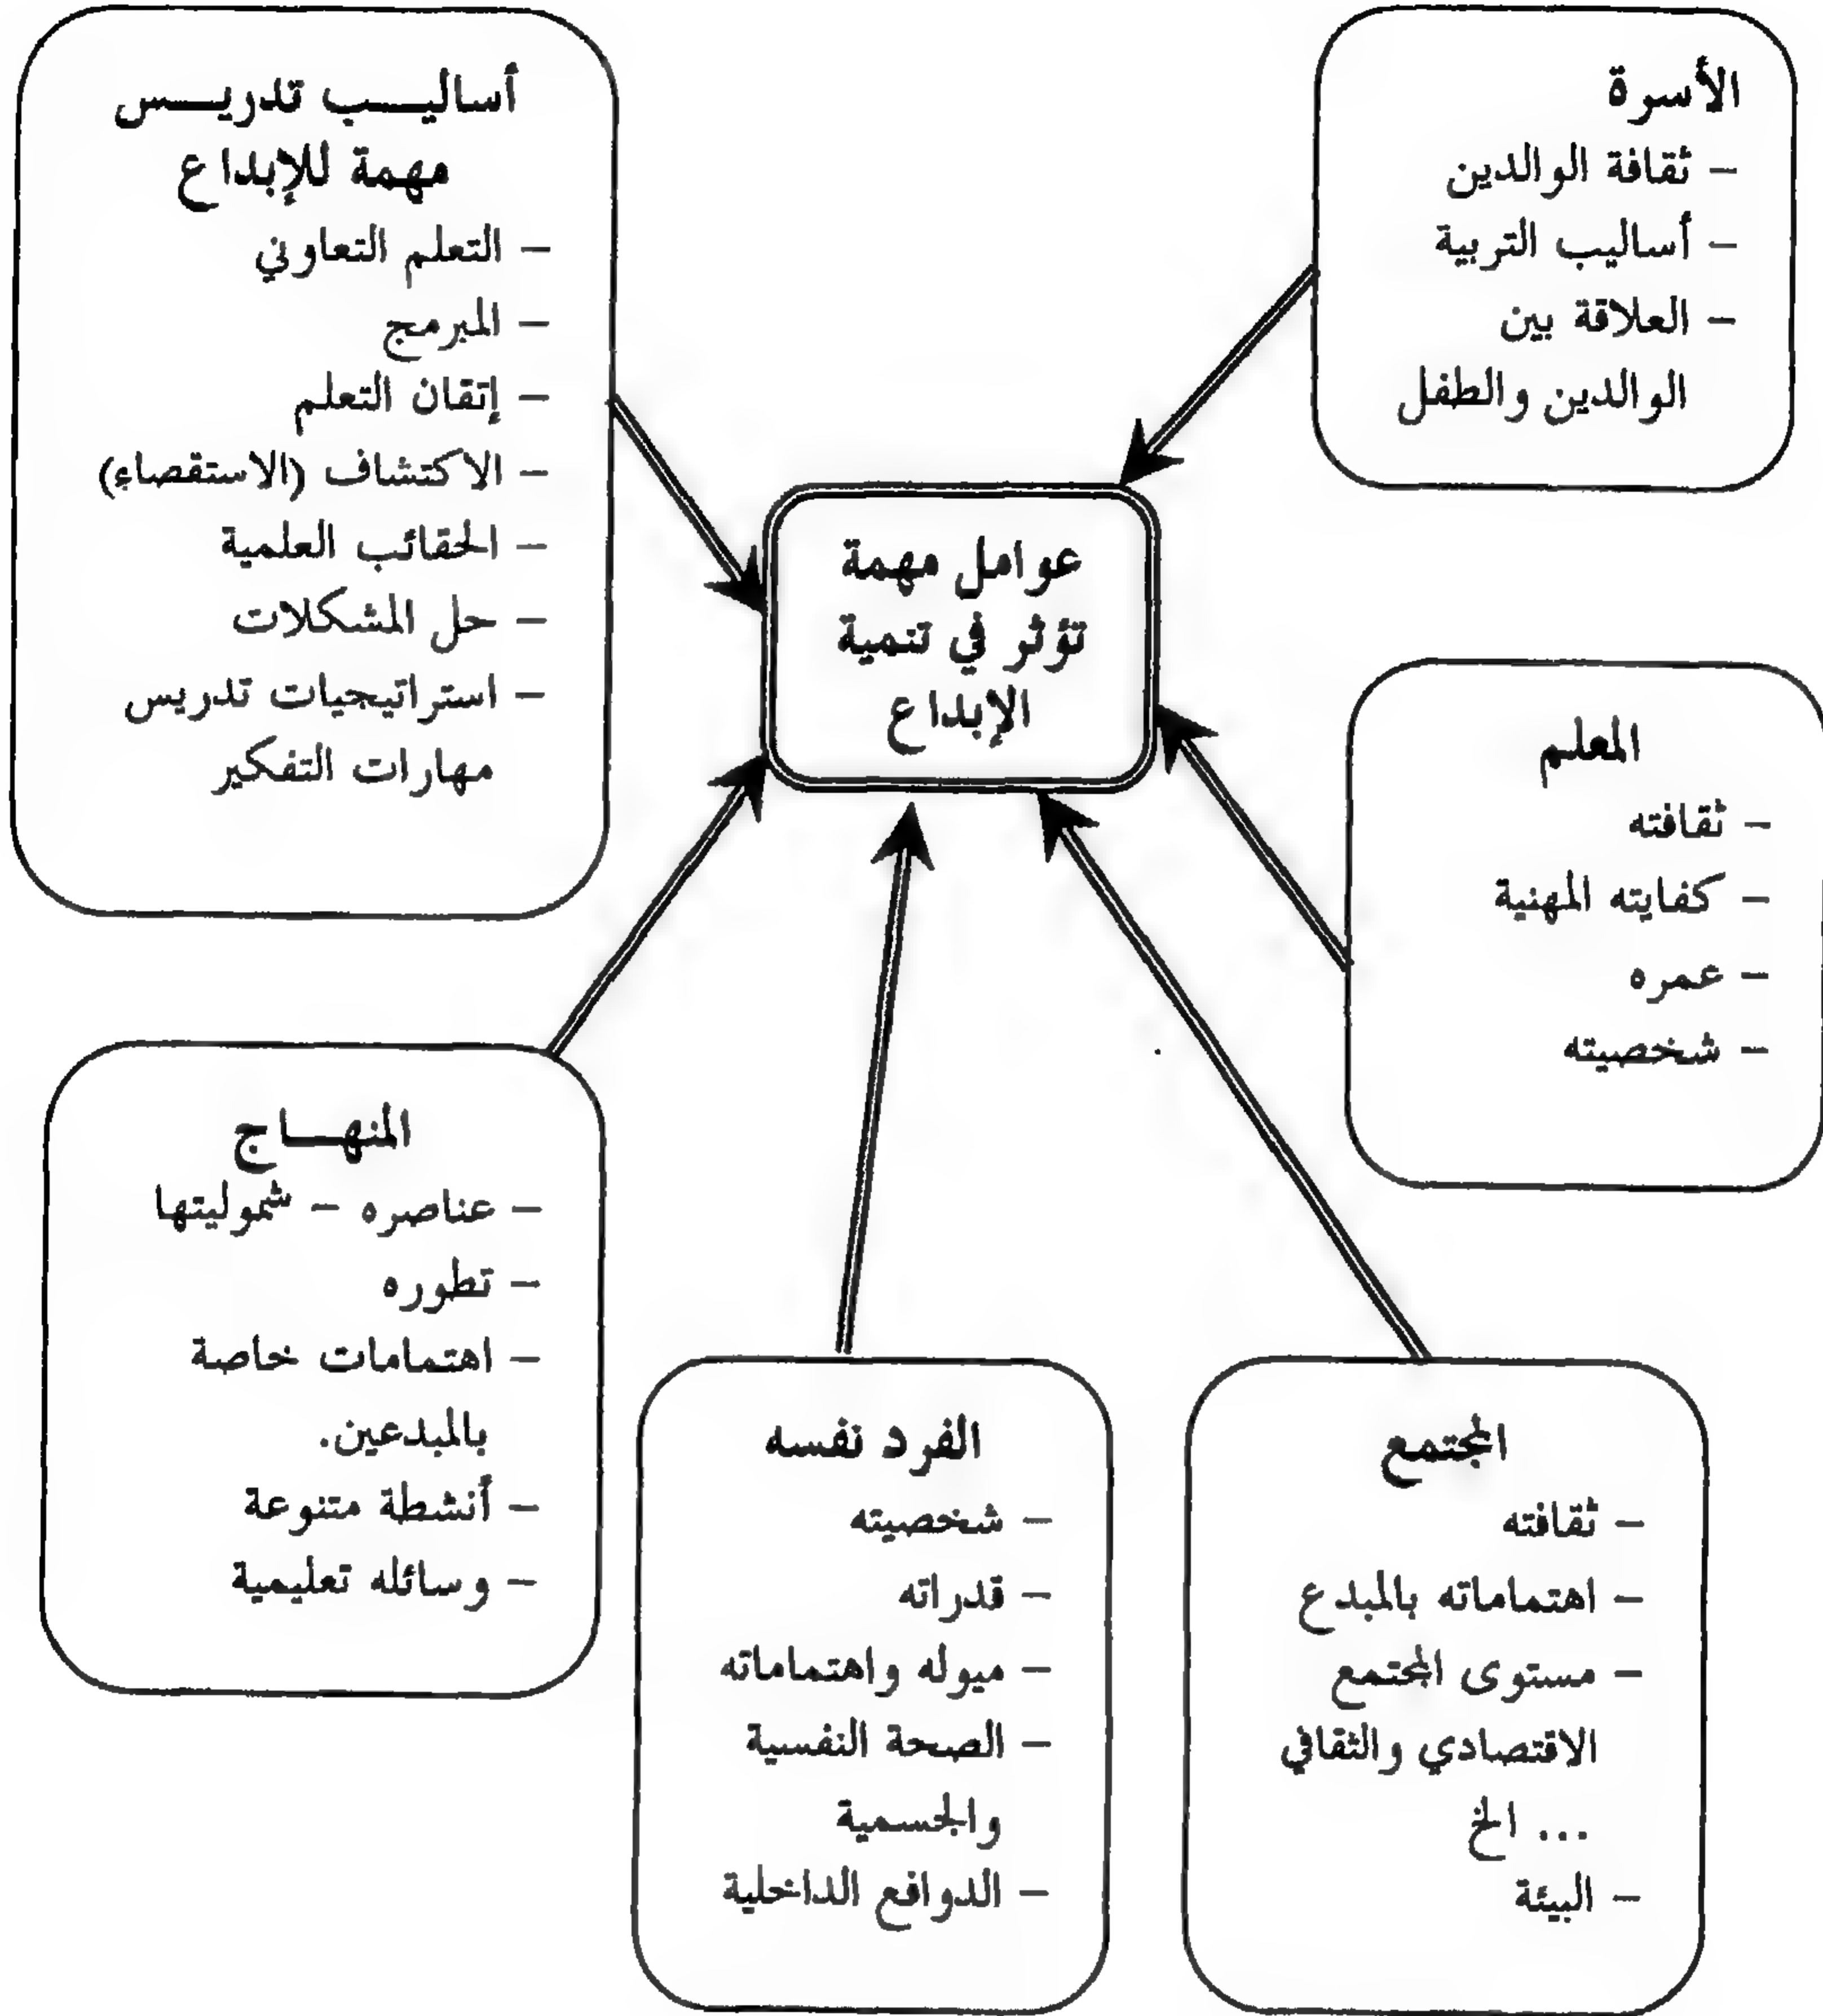 الأسرة
- ثقافة الوالدين
- أساليب التربية
- العلاقة بين
الوالدين والطفل
أساليب تدريس
مهمة للإبداع
- التعلم التعاوني
- المبرمج
- إتقان التعلم
- الاكتشاف (الاستقصاء)
- الحقائب العلمية
- حل المشكلات
- استراتيجيات تدريس
مهارات التفكير
عوامل مهمة
تؤثر في تنمية
الإبداع
المعلم
- ثقافته
- كفايته المهنية
- عمره
- شخصيته
المنهاج
- عناصره - شموليتها
- تطوره
- اهتمامات خاصة
بالمبدعين.
- أنشطة متنوعة
- وسائله تعليمية
المجتمع
- ثقافته
- اهتماماته بالمبدع
- مستوى المجتمع
الاقتصادي والثقافي
... الخ
- البيئة
الفرد نفسه
- شخصيته
- قدراته
- ميوله واهتماماته
- الصحة النفسية
والجسمية
- الدوافع الداخلية